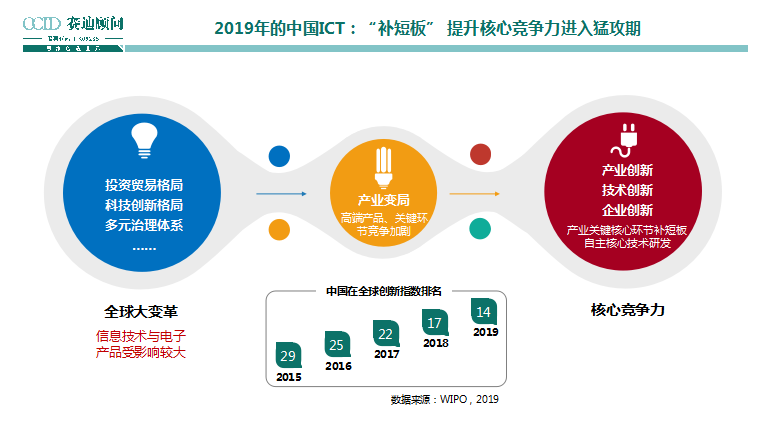 CCID 赛迪顾问
2019年的中国ICT：“补短板”提升核心竞争力进入猛攻期
投资贸易格局
科技创新格局
多元治理体系
……
产业变局
高端产品、关键环
节竞争加剧
产业创新
技术创新
企业创新
产业关键核心环节补短板
自主核心技术研发
全球大变革
信息技术与电子
产品受影响较大
核心竞争力
中国在全球创新指数排名
29
2015
25
2016
22
2017
17
2018
14
2019
数据来源：WIPO，2019